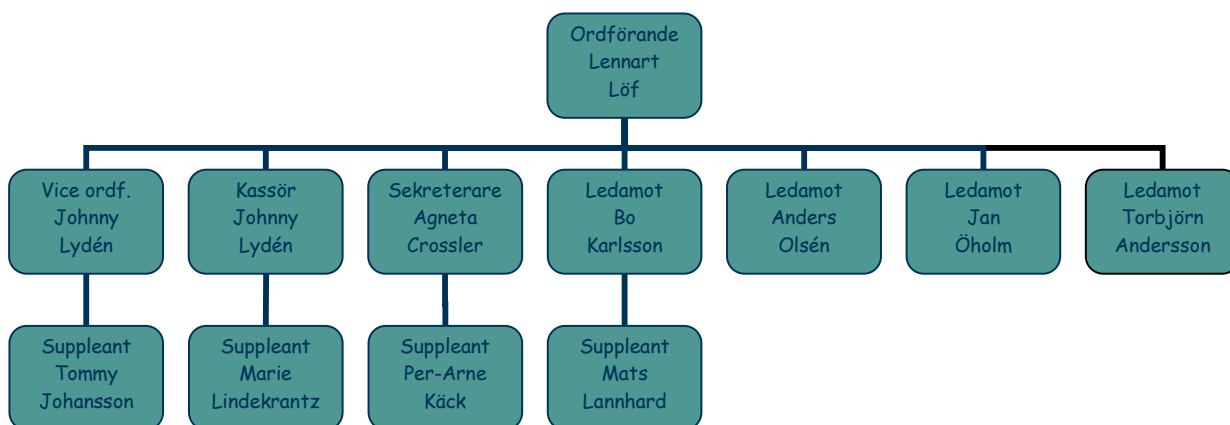 Ordförande
Lennart
Löf
Vice ordf.
Johnny
Lydén
Kassör
Johnny
Lydén
Sekreterare
Agneta
Crossler
Ledamot
Bo
Karlsson
Ledamot
Anders
Olsén
Ledamot
Jan
Öholm
Ledamot
Torbjörn
Andersson
Suppleant
Tommy
Johansson
Suppleant
Marie
Lindekrantz
Suppleant
Per-Arne
Käck
Suppleant
Mats
Lannhard